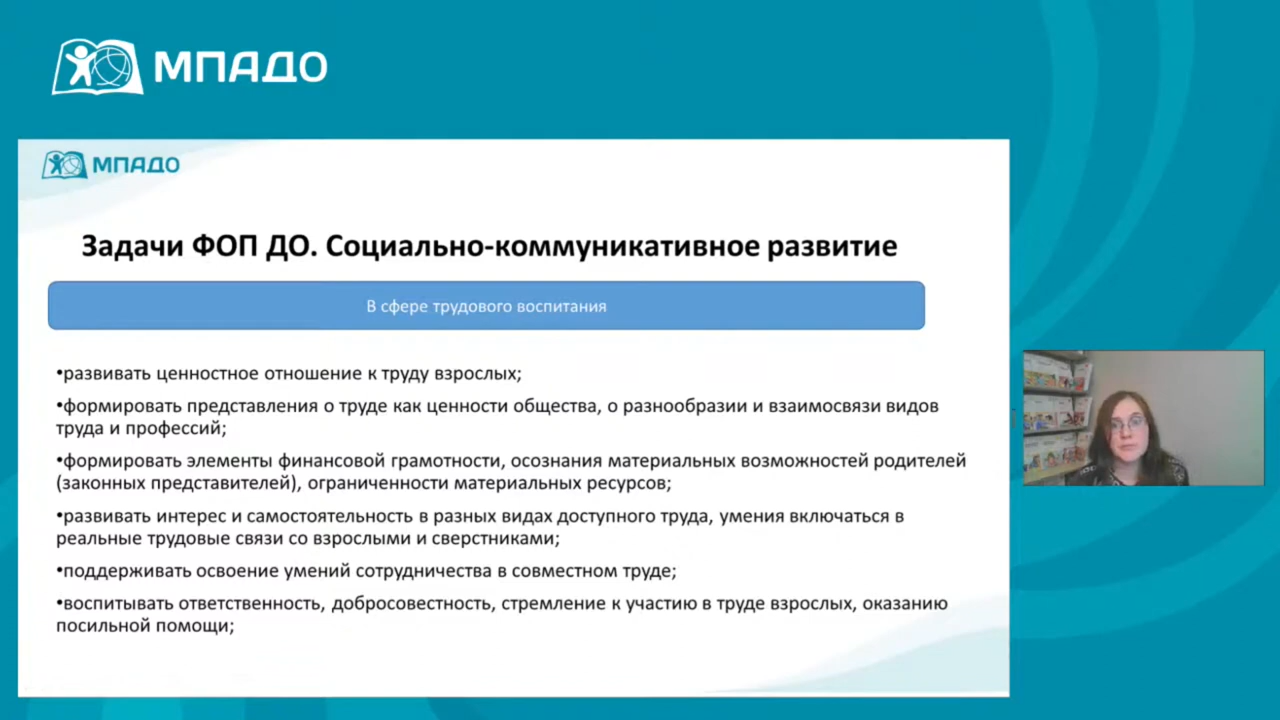 МПАДО
МПАДО
Задачи ФОП ДО. Социально-коммуникативное развитие
В сфере трудового воспитания
•развивать ценностное отношение к труду взрослых;
•формировать представления о труде как ценности общества, о разнообразии и взаимосвязи видов
труда и профессий;
•формировать элементы финансовой грамотности, осознания материальных возможностей родителей
(законных представителей), ограниченности материальных ресурсов;
•развивать интерес и самостоятельность в разных видах доступного труда, умения включаться в
реальные трудовые связи со взрослыми и сверстниками;
•поддерживать освоение умений сотрудничества в совместном труде;
•воспитывать ответственность, добросовестность, стремление к участию в труде взрослых, оказанию
посильной помощи;